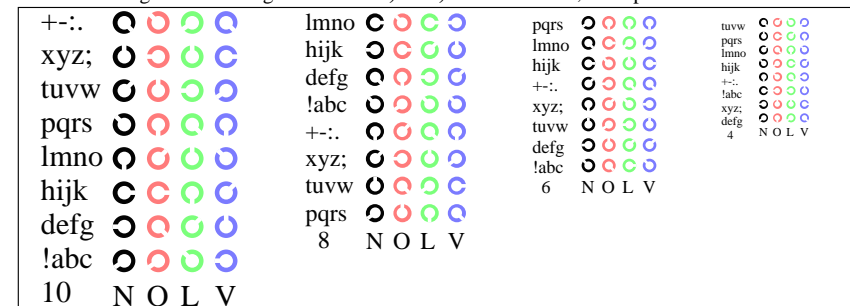 +-:.
xyz;
tuvw
pqrs
lmno
hijk
defg
!abc
10 N O L V
lmno
hijk
defg
!abc
+-:.
xyz;
tuvw
pqrs
8 N O L V
pqrs
lmno
hijk
+-:.
xyz;
tuvw
defg
!abc
6 N O L V
tuvw
pqrs
lmno
hijk
+-:.
!abc
xyz;
defg
4 N O L V